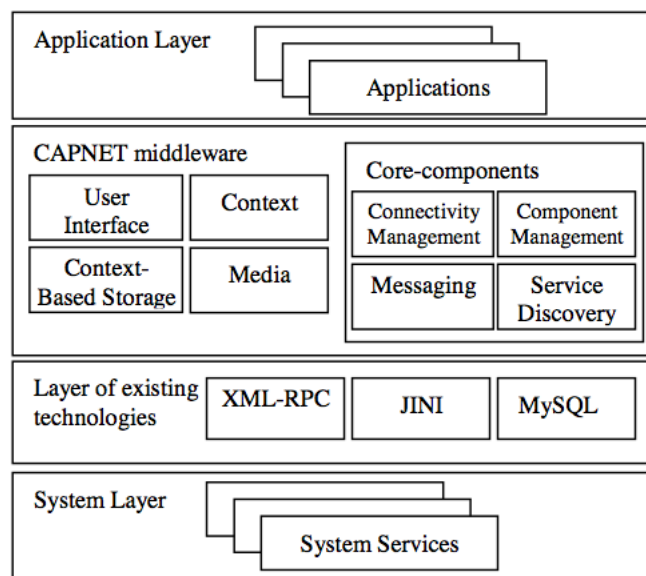 Application Layer
Applications
CAPNET middleware
User
Interface
Context
Context-
Based Storage
Media
Core-components
Connectivity
Management
Component
Management
Messaging
Service
Discovery
Layer of existing
technologies
XML-RPC
JINI
MySQL
System Layer
System Services